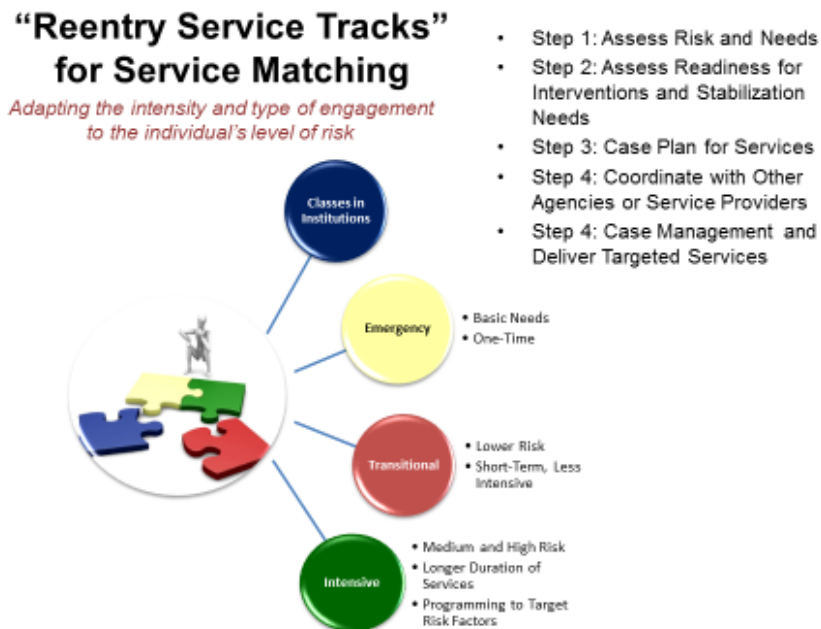 “Reentry Service Tracks”
for Service Matching
Adapting the intensity and type of engagement
to the individual’s level of risk
• Step 1: Assess Risk and Needs
• Step 2: Assess Readiness for
Interventions and Stabilization
Needs
• Step 3: Case Plan for Services
• Step 4: Coordinate with Other
Agencies or Service Providers
• Step 4: Case Management and
Deliver Targeted Services
Classes in
Institutions
Emergency
• Basic Needs
• One-Time
Transitional
• Lower Risk
• Short-Term, Less
Intensive
Intensive
• Medium and High Risk
• Longer Duration of
Services
• Programming to Target
Risk Factors